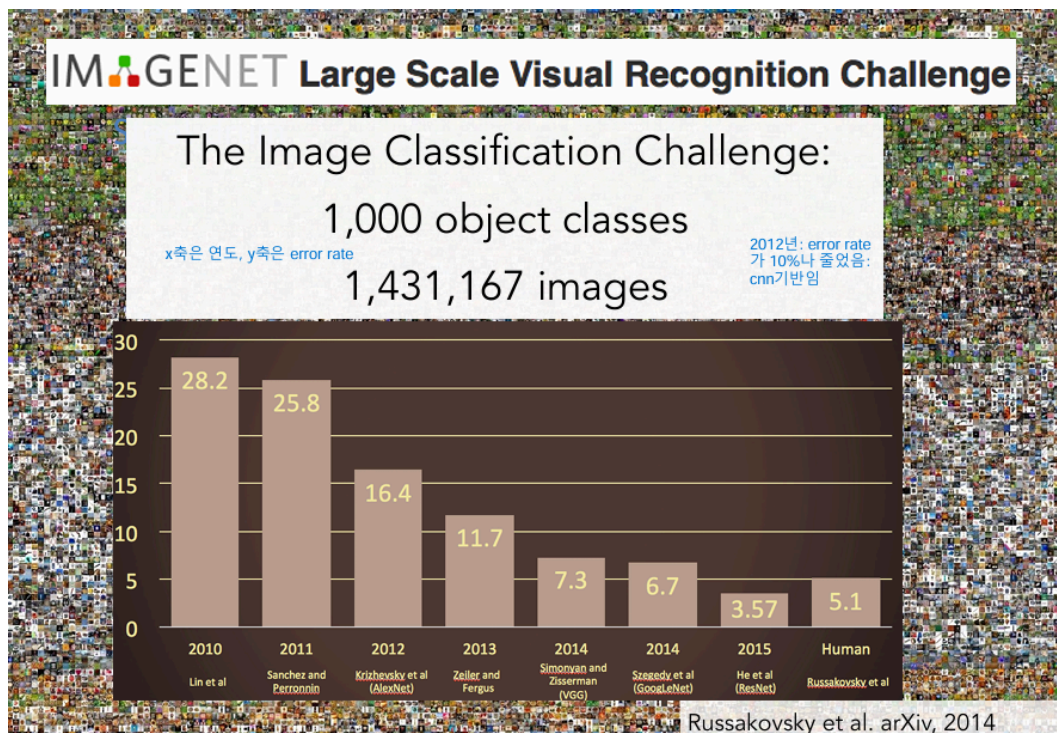 IMAGENET Large Scale Visual Recognition Challenge
The Image Classification Challenge:
1,000 object classes
x축은 연도, y축은 error rate
2012년: error rate
가 10%나 줄었음:
cnn기반임
1,431,167 images
30
25
20
15
10
5
0
28.2
25.8
16.4
11.7
7.3
6.7
3.57
5.1
2010 2011 2012 2013 2014 2014 2015 Human
Lin et al
Sanchez and
Perronnin
Krizhevsky et al
(AlexNet)
Zeiler and
Fergus
Simonyan and
Zisserman
(VGG)
Szegedy et al
(GoogLeNet)
He et al
(ResNet)
Russakovsky et al
Russakovsky et al. arXiv, 2014